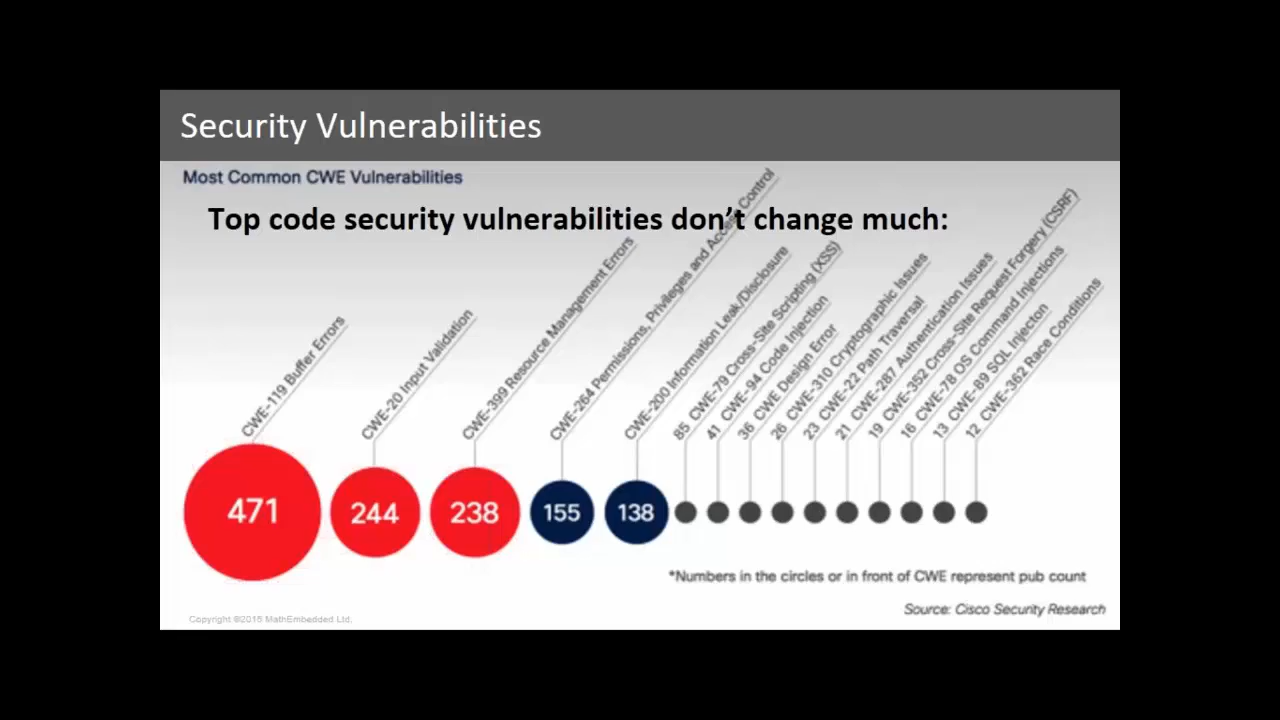 Security Vulnerabilities
Most Common CWE Vulnerabilities
Top code security vulnerabilities don't change much:
CWE-119 Buffer Errors
CWE-20 Input Validation
CWE-399 Resource Management Errors
CWE-264 Permissions, Privileges and Access Control
CWE-200 Information Leak/Disclosure
85 CWE-79 Cross-Site Scripting (XSS)
41 CWE-94 Code Injection
36 CWE Design Error
26 CWE-310 Cryptographic Issues
23 CWE-22 Path Traversal
21 CWE-287 Authentication Issues
19 CWE-352 Cross-Site Request Forgery (CSRF)
16 CWE-78 OS Command Injections
13 CWE-89 SQL Injecton
12 CWE-362 Race Conditions
471
244
238
155
138
*Numbers in the circles or in front of CWE represent pub count
Source: Cisco Security Research
Copyright ©2015 MathEmbedded Ltd.